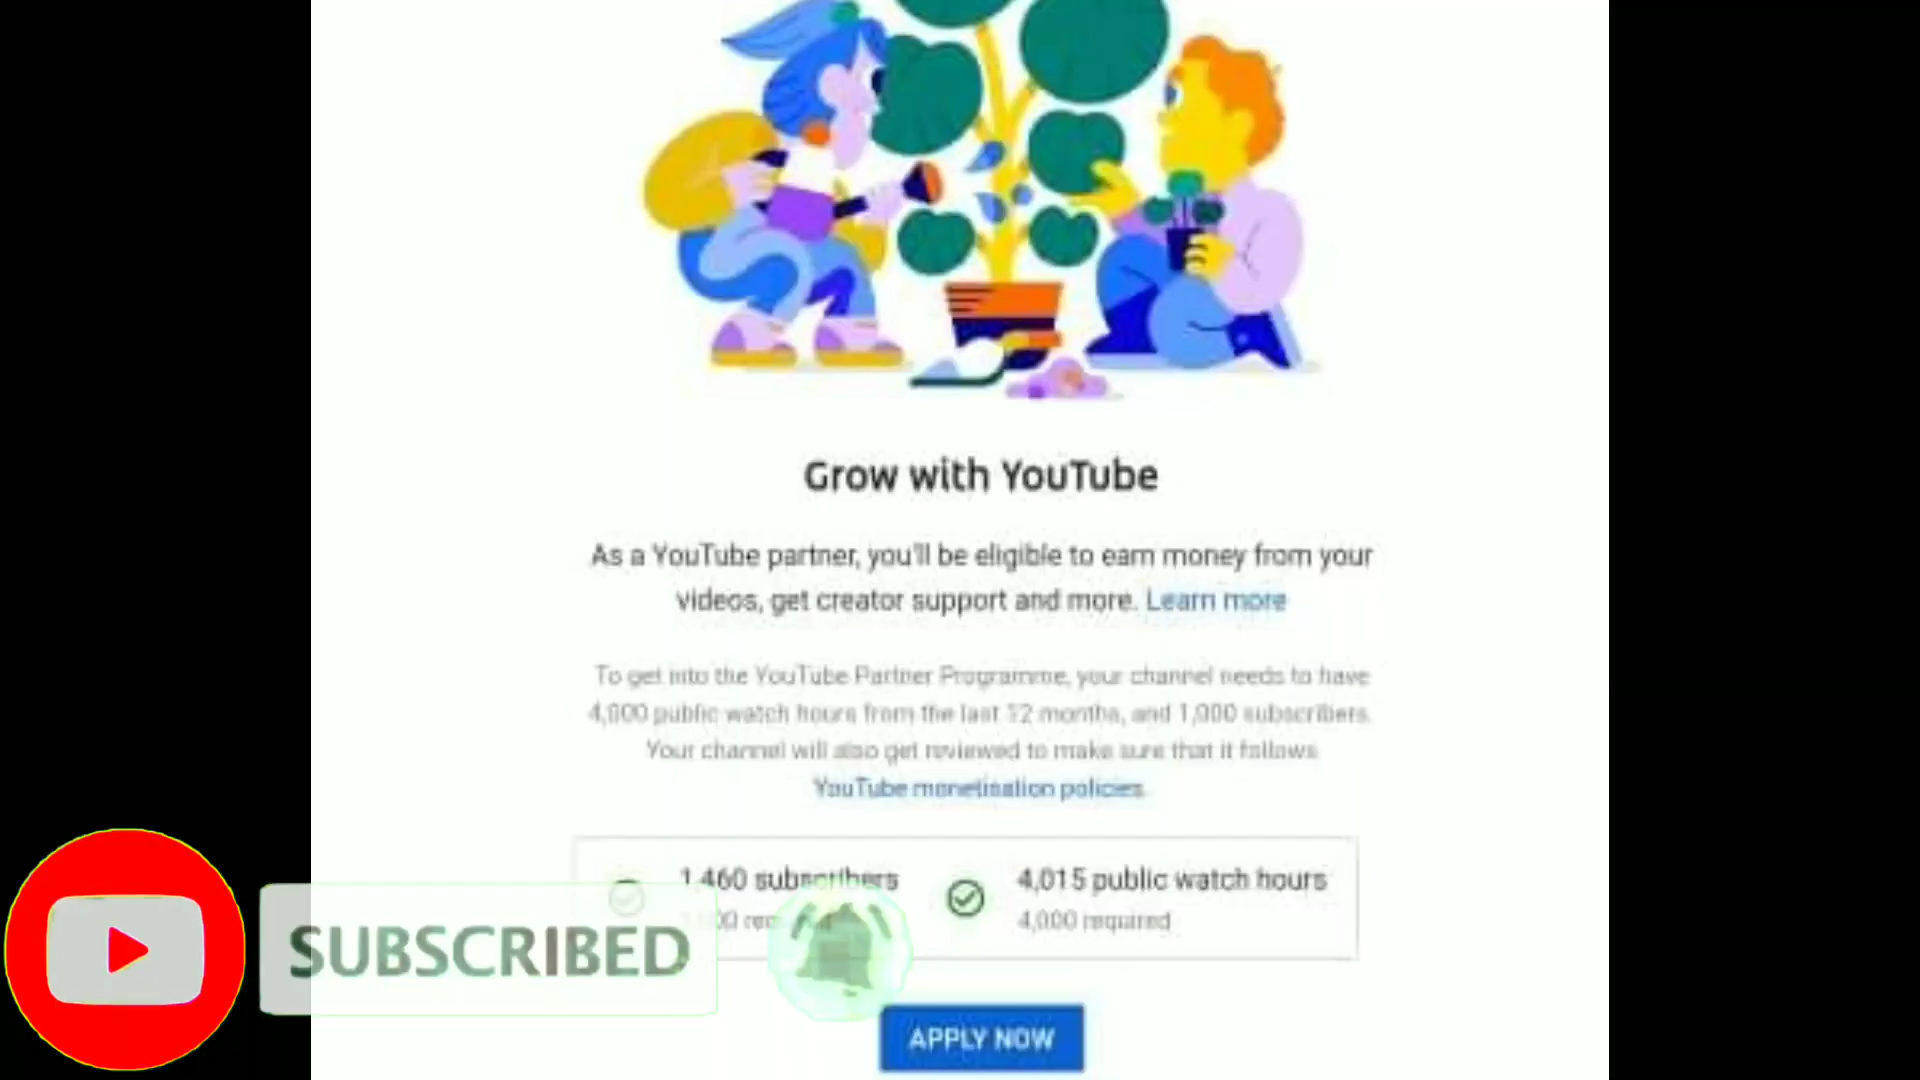 Grow with YouTube
As a YouTube partner, you'll be eligible to earn money from your
videos, get creator support and more. Learn more
To get into the YouTube Partner Programme, your channel needs to have
4,000 public watch hours from the last 12 months, and 1,000 subscribers.
Your channel will also get reviewed to make sure that it follows
YouTube monetisation policies.
1,460 subscribers
4,015 public watch hours
4,000 required
SUBSCRIBED
APPLY NOW